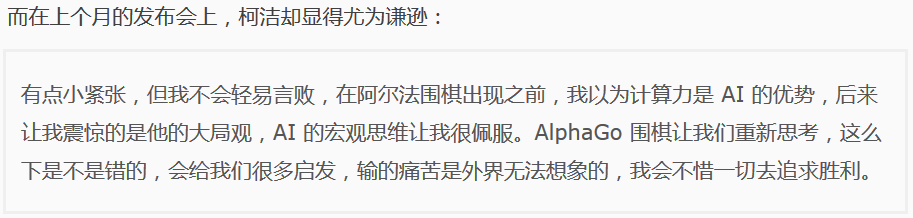 而在上个月的发布会上，柯洁却显得尤为谦逊：
有点小紧张，但我不会轻易言败，在阿尔法围棋出现之前，我以为计算力是 AI 的优势，后来
让我震惊的是他的大局观，AI 的宏观思维让我很佩服。AlphaGo 围棋让我们重新思考，这么
下是不是错的，会给我们很多启发，输的痛苦是外界无法想象的，我会不惜一切去追求胜利。